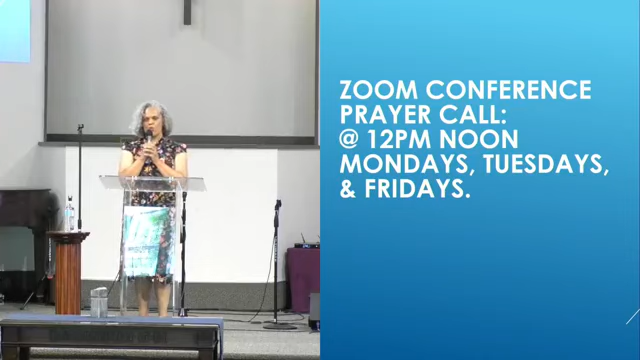 ZOOM CONFERENCE
PRAYER CALL:
@ 12PM NOON
MONDAYS, TUESDAYS,
& FRIDAYS.